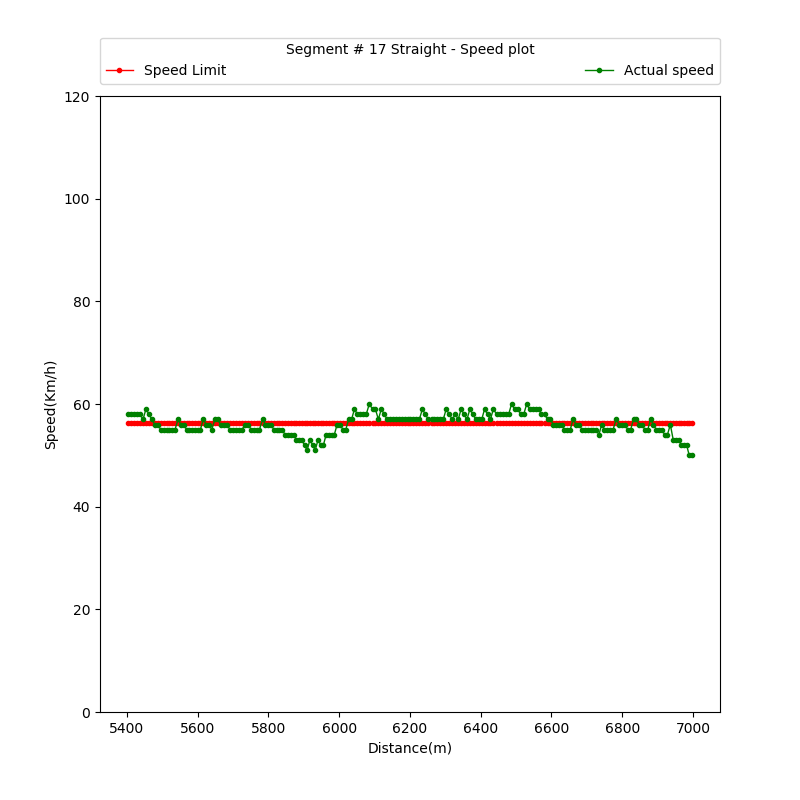 Segment # 17 Straight - Speed plot
Speed Limit Actual speed
120
100
80
60
40
20
0
Speed(Km/h)
5400 5600 5800 6000 6200 6400 6600 6800 7000
Distance(m)